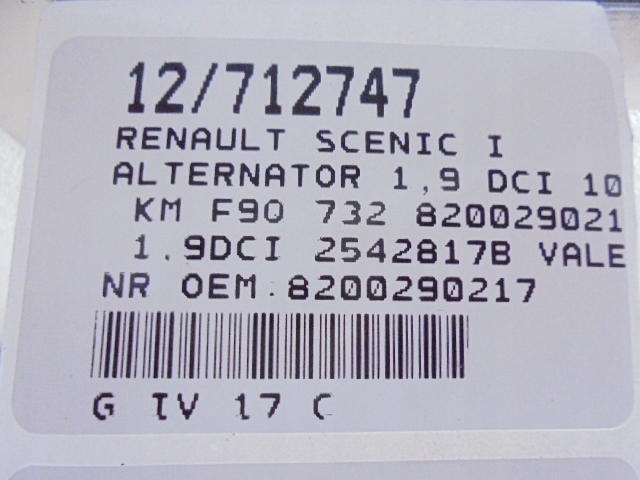 12/712747
RENAULT SCENIC I
ALTERNATOR 1,9 DCI 10
KM F9Q 732 820029021
1.9DCI 2542817B VALE
NR OEM:8200290217
G IV 17 C